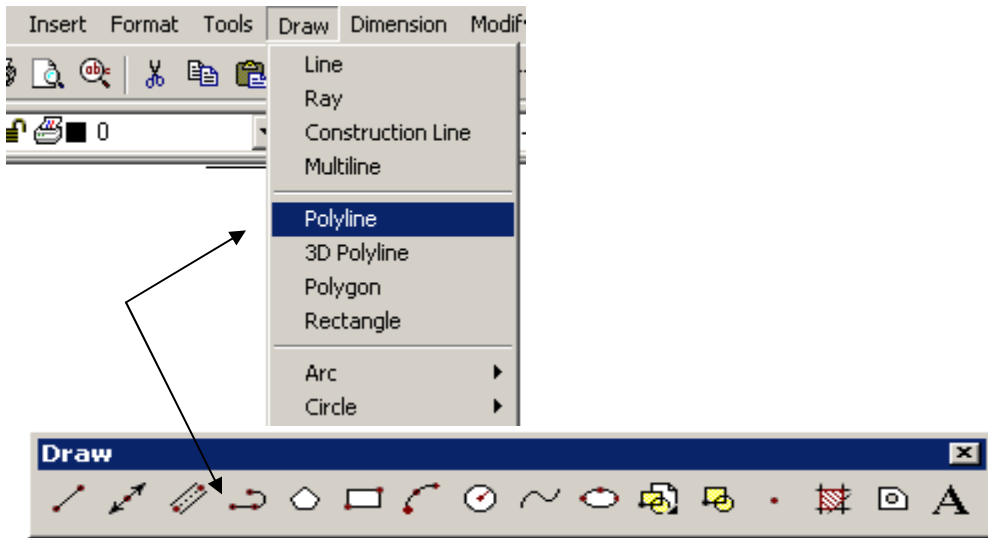 Insert Format Tools Draw Dimension Modif
0
Line
Ray
Construction Line
Multiline
Polyline
3D Polyline
Polygon
Rectangle
Arc
Circle
Draw
A